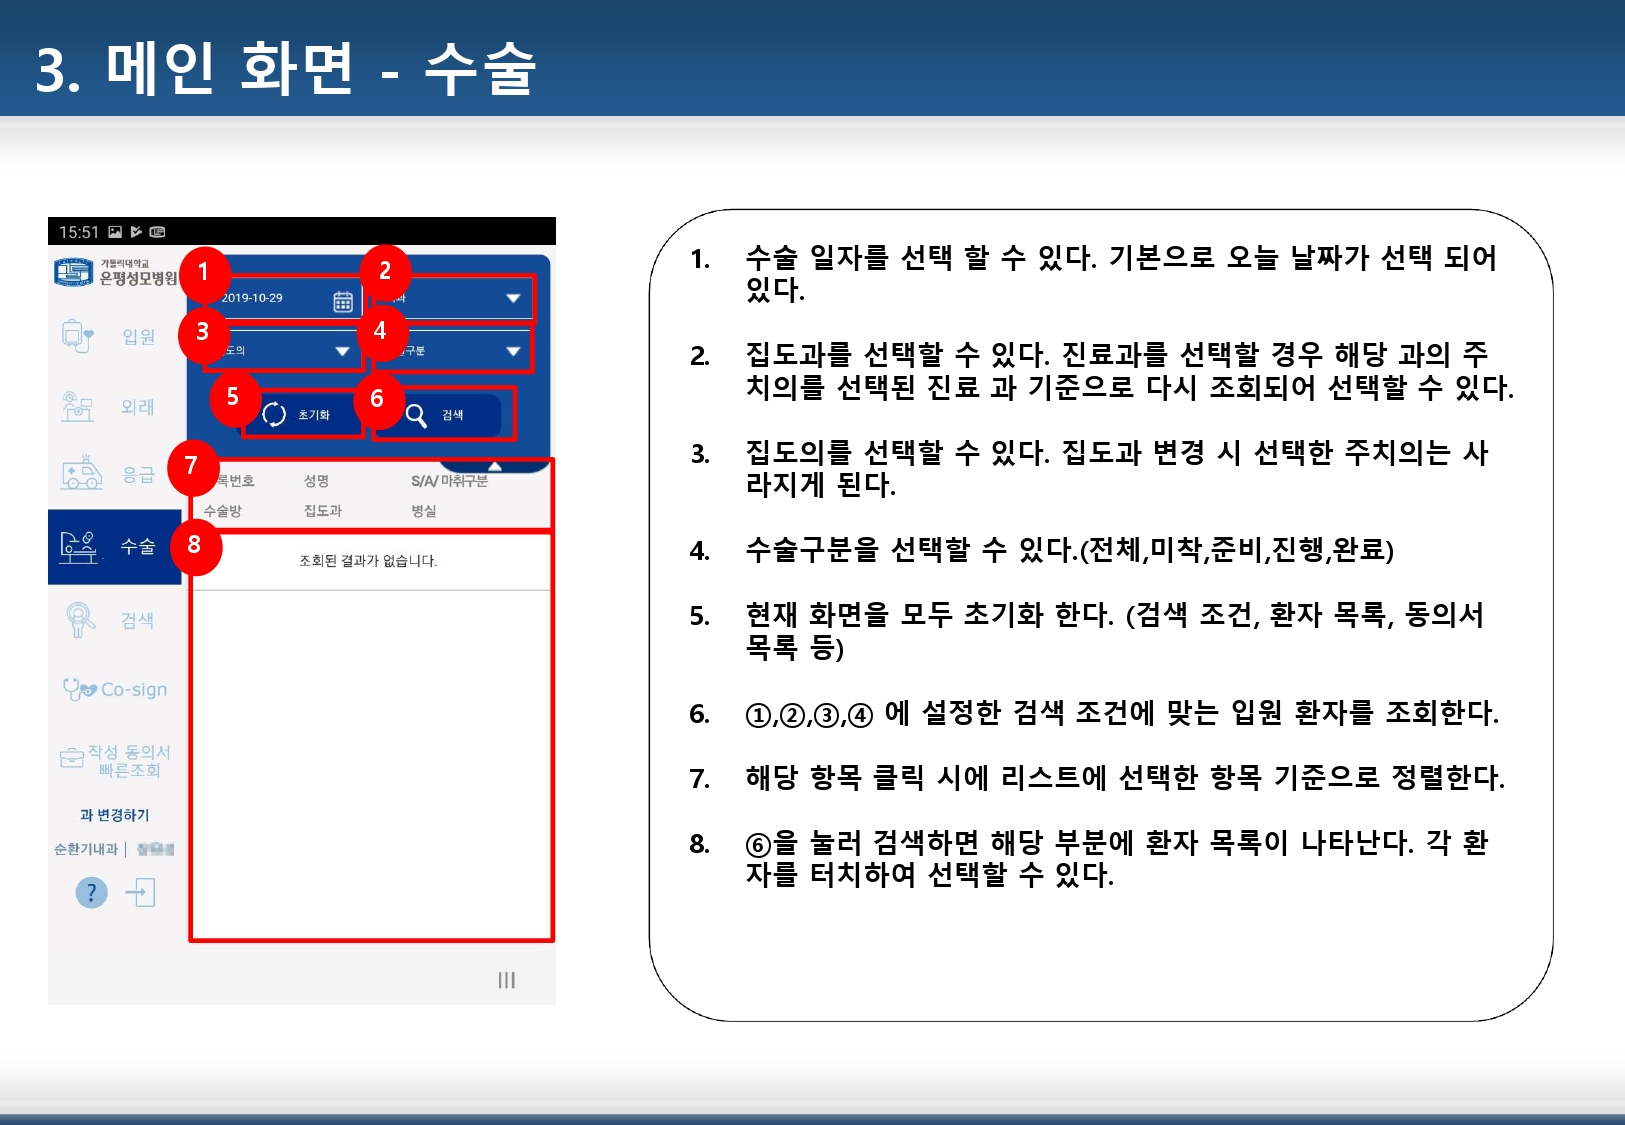 3. 메인 화면 - 수술
15:51
가톨릭대학교
은평성모병원
입원
외래
응급
수술
검색
Co-sign
작성 동의서
빠른조회
과 변경하기
순환기내과 |
?
1
2
2019-10-29
과
3
4
도의
구분
5
6
초기화
검색
7
록번호 성명 S/A/ 마취구분
수술방 집도과 병실
8
조회된 결과가 없습니다.
1. 수술 일자를 선택 할 수 있다. 기본으로 오늘 날짜가 선택 되어
있다.
2. 집도과를 선택할 수 있다. 진료과를 선택할 경우 해당 과의 주
치의를 선택된 진료 과 기준으로 다시 조회되어 선택할 수 있다.
3. 집도의를 선택할 수 있다. 집도과 변경 시 선택한 주치의는 사
라지게 된다.
4. 수술구분을 선택할 수 있다.(전체,미착,준비,진행,완료)
5. 현재 화면을 모두 초기화 한다. (검색 조건, 환자 목록, 동의서
목록 등)
6. ①,②,③,④ 에 설정한 검색 조건에 맞는 입원 환자를 조회한다.
7. 해당 항목 클릭 시에 리스트에 선택한 항목 기준으로 정렬한다.
8. ⑥을 눌러 검색하면 해당 부분에 환자 목록이 나타난다. 각 환
자를 터치하여 선택할 수 있다.